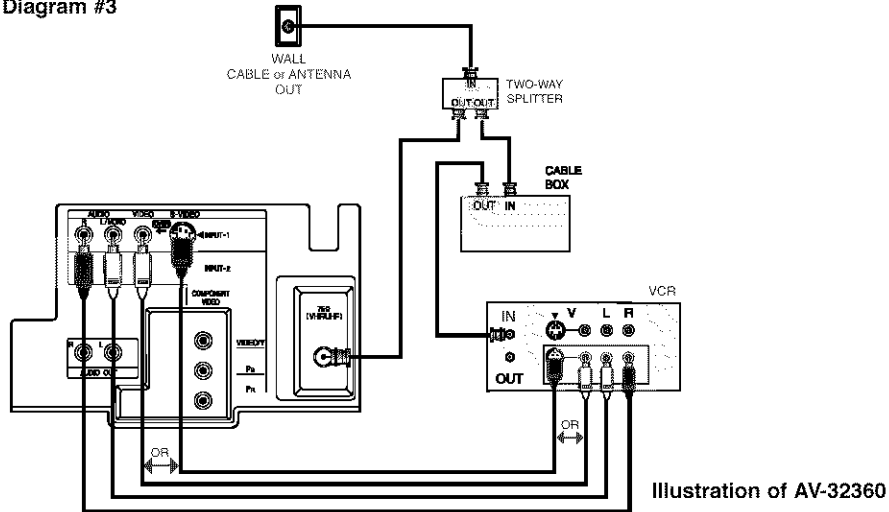 Diagram #3
WALL
CABLE or ANTENNA
OUT
IN
OUT OUT
TWO-WAY
SPLITTER
CABLE
BOX
OUT IN
AUDIO VIDEO S-VIDEO
R L/MONO
INPUT-1
INPUT-2
COMPONENT
VIDEO
75Ω
(VHF/UHF)
VIDEO/Y
PB
PR
R L
AUDIO OUT
VCR
IN V L R
OUT
OR
OR
Illustration of AV-32360